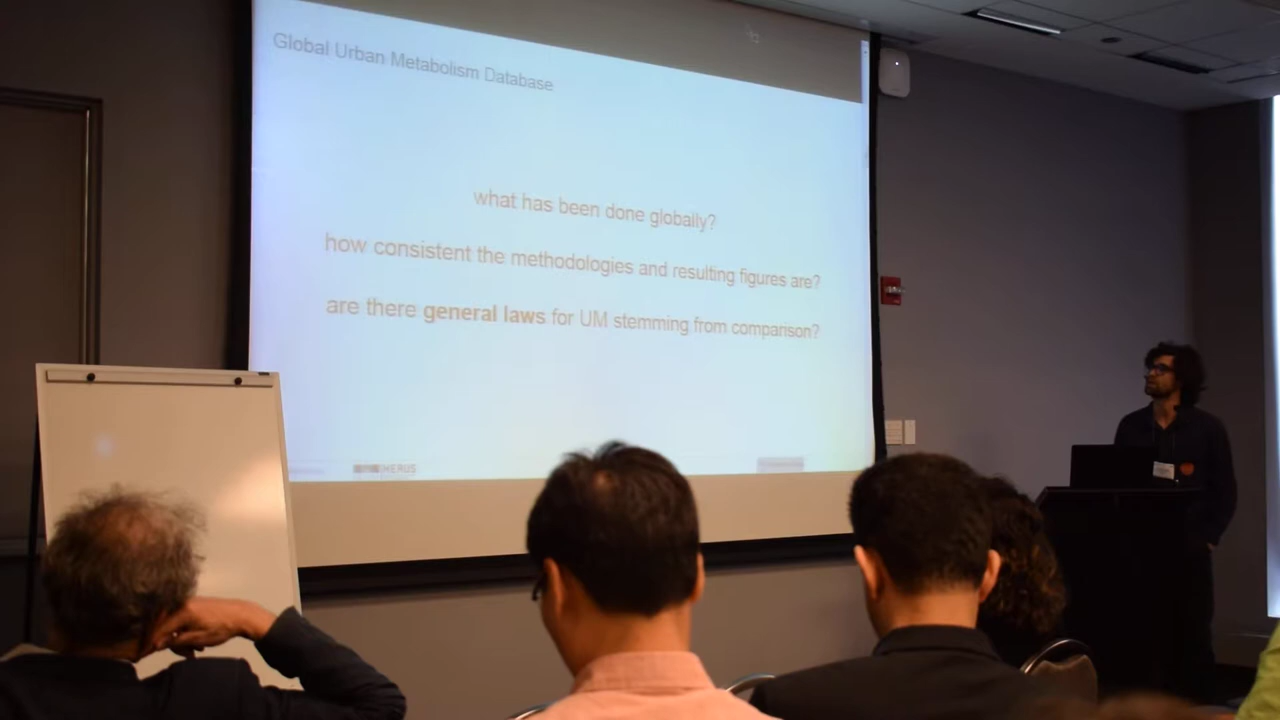 Global Urban Metabolism Database
what has been done globally?
how consistent the methodologies and resulting figures are?
are there general laws for UM stemming from comparison?
HERUS